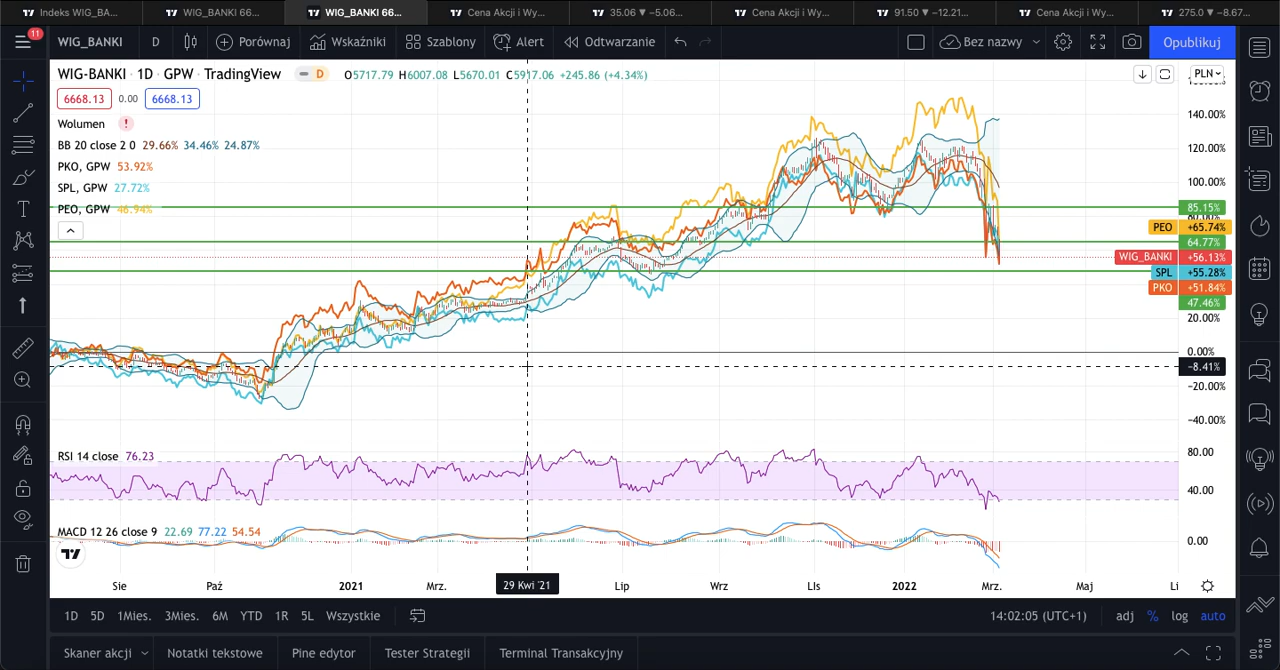 Indeks WIG_BA...
WIG_BANKI 66...
WIG_BANKI 66...
Cena Akcji i Wy...
35.06 ▼ −5.06...
Cena Akcji i Wy...
91.50 ▼ −12.21...
Cena Akcji i Wy...
275.0 ▼ −8.67...
11
WIG_BANKI D Porównaj Wskaźniki Szablony Alert Odtwarzanie Bez nazwy Opublikuj
WIG-BANKI · 1D · GPW · TradingView D O5717.79 H6007.08 L5670.01 C5917.06 +245.86 (+4.34%)
PLN
6668.13 0.00 6668.13
Wolumen !
BB 20 close 2 0 29.66% 34.46% 24.87%
PKO, GPW 53.92%
SPL, GPW 27.72%
PEO, GPW 46.94%
140.00%
120.00%
100.00%
85.15%
80.00%
PEO +65.74%
64.77%
WIG_BANKI +56.13%
SPL +55.28%
PKO +51.84%
47.46%
20.00%
0.00%
−8.41%
−20.00%
−40.00%
RSI 14 close 76.23
80.00
40.00
MACD 12 26 close 9 22.69 77.22 54.54
0.00
Sie Paź 2021 Mrz. 29 Kwi '21 Lip Wrz Lis 2022 Mrz. Maj Li
1D 5D 1Mies. 3Mies. 6M YTD 1R 5L Wszystkie 14:02:05 (UTC+1) adj % log auto
Skaner akcji Notatki tekstowe Pine edytor Tester Strategii Terminal Transakcyjny